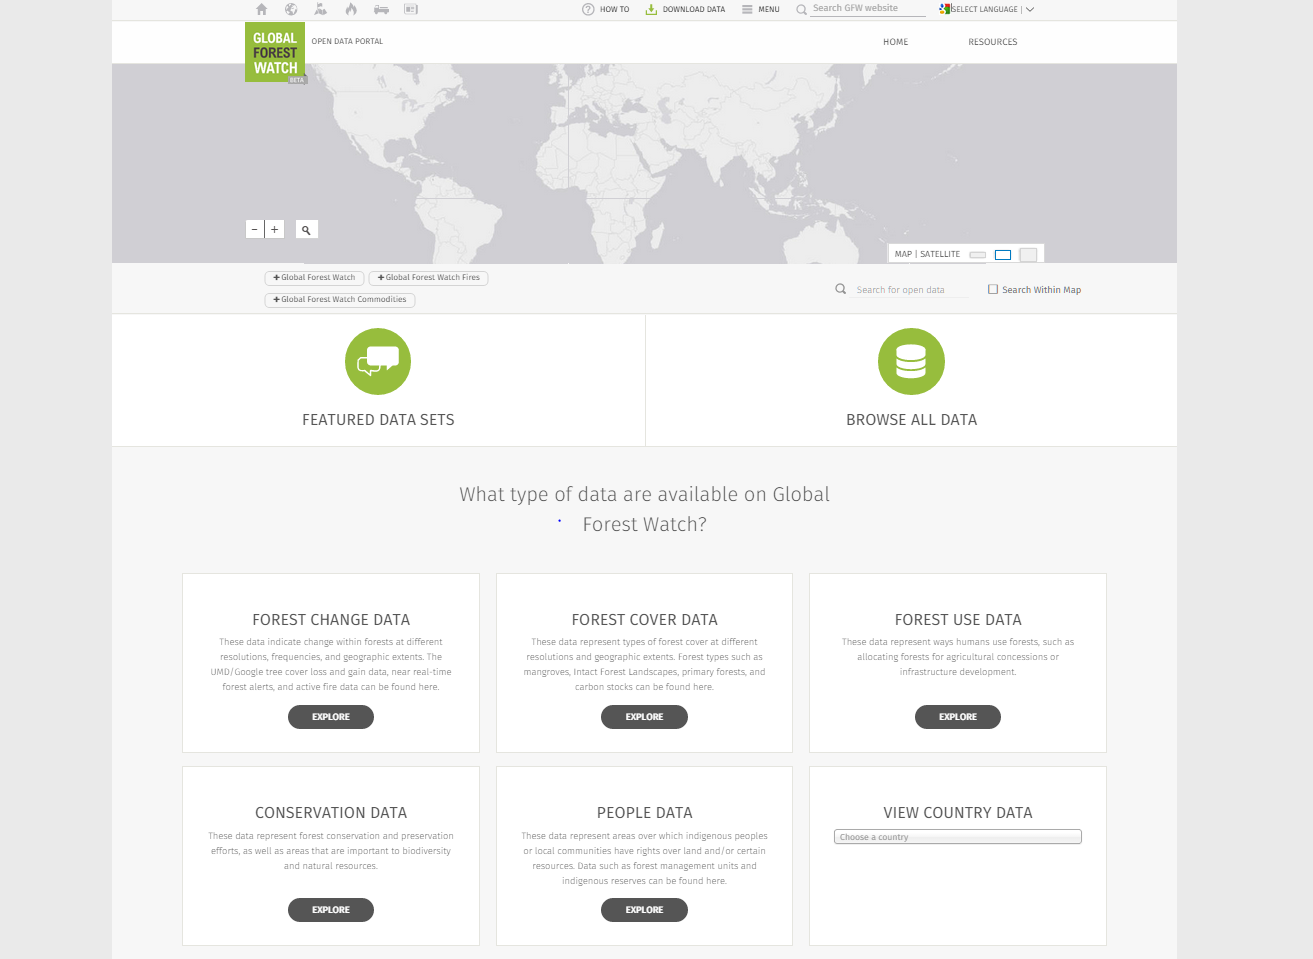 HOW TO
DOWNLOAD DATA
MENU
Search GFW website
SELECT LANGUAGE |
GLOBAL
FOREST
WATCH
BETA
OPEN DATA PORTAL
HOME
RESOURCES
− +
MAP | SATELLITE
+ Global Forest Watch
+ Global Forest Watch Fires
+ Global Forest Watch Commodities
Search for open data
Search Within Map
FEATURED DATA SETS
BROWSE ALL DATA
What type of data are available on Global
Forest Watch?
FOREST CHANGE DATA
These data indicate change within forests at different
resolutions, frequencies, and geographic extents. The
UMD/Google tree cover loss and gain data, near real-time
forest alerts, and active fire data can be found here.
EXPLORE
FOREST COVER DATA
These data represent types of forest cover at different
resolutions and geographic extents. Forest types such as
mangroves, Intact Forest Landscapes, primary forests, and
carbon stocks can be found here.
EXPLORE
FOREST USE DATA
These data represent ways humans use forests, such as
allocating forests for agricultural concessions or
infrastructure development.
EXPLORE
CONSERVATION DATA
These data represent forest conservation and preservation
efforts, as well as areas that are important to biodiversity
and natural resources.
EXPLORE
PEOPLE DATA
These data represent areas over which indigenous peoples
or local communities have rights over land and/or certain
resources. Data such as forest management units and
indigenous reserves can be found here.
EXPLORE
VIEW COUNTRY DATA
Choose a country